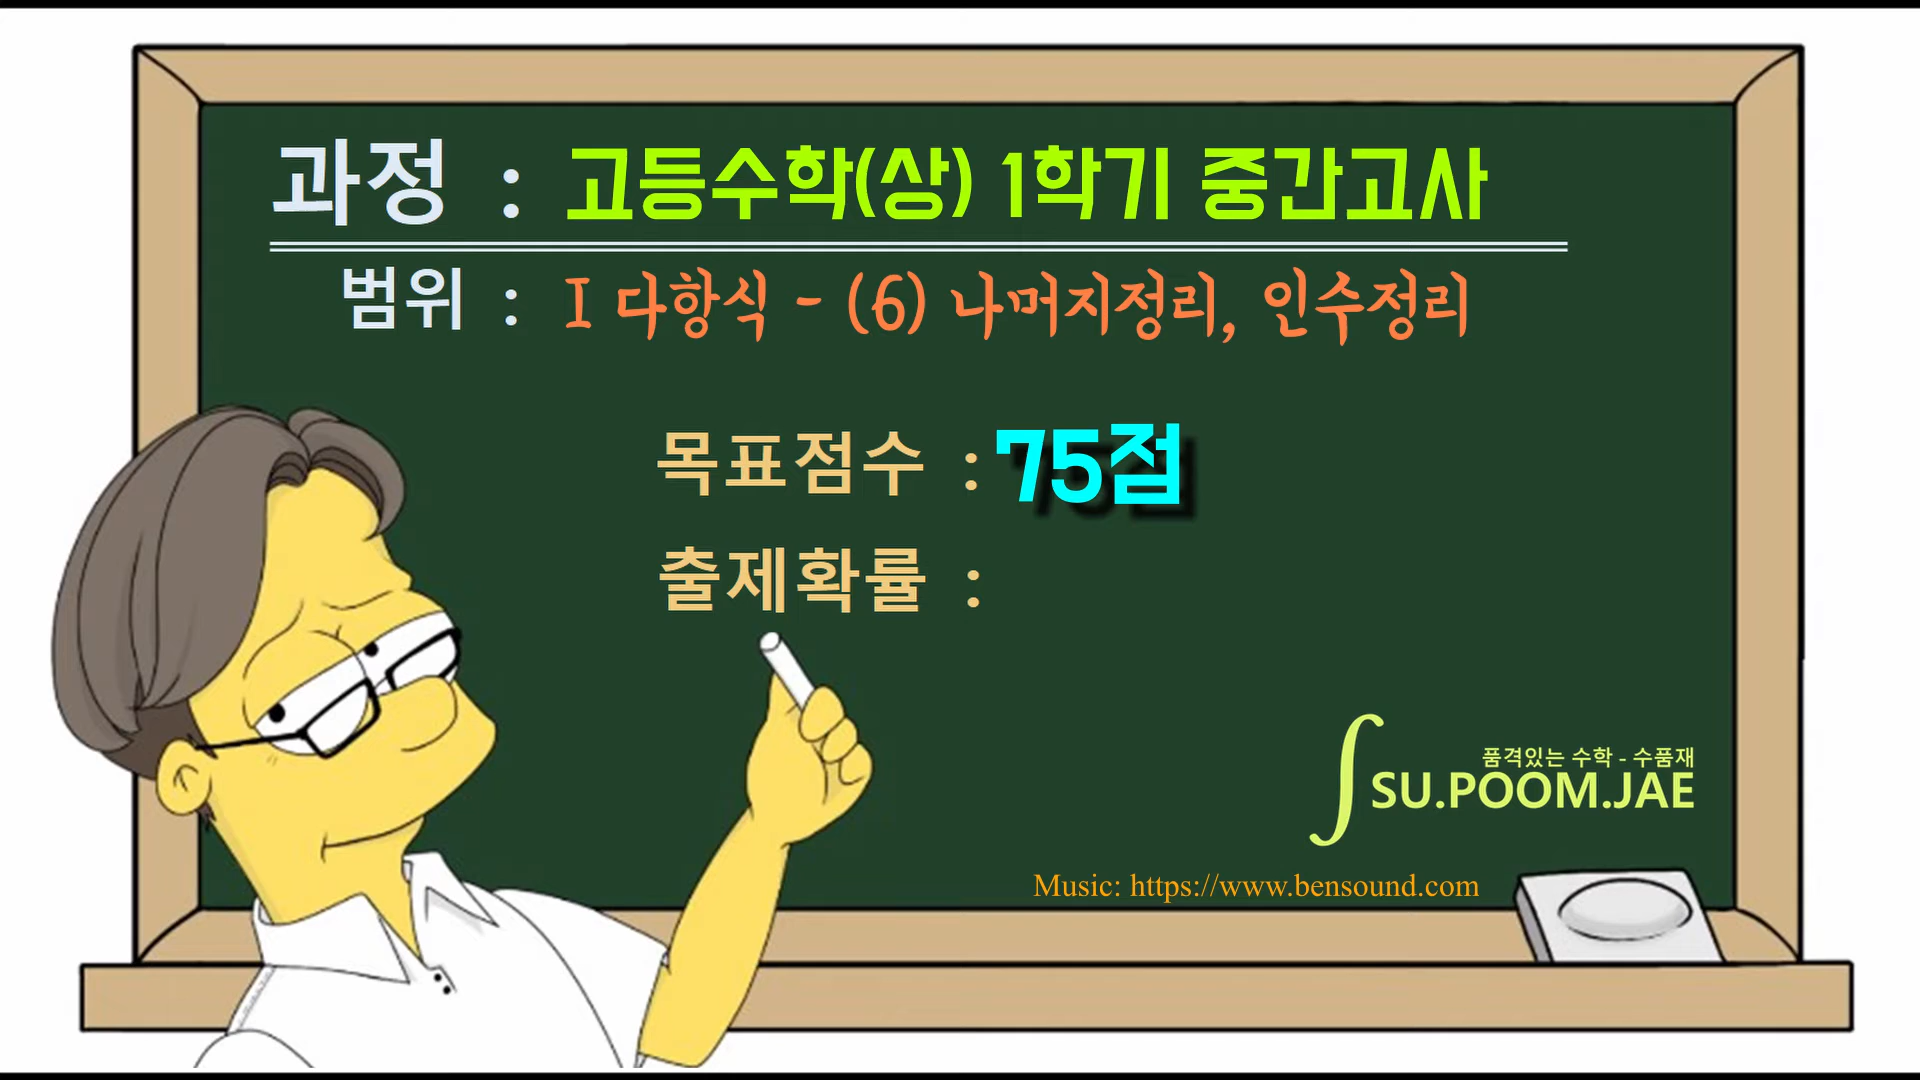 과정 : 고등수학(상) 1학기 중간고사
범위 : I 다항식 - (6) 나머지정리, 인수정리
목표점수 : 75점
출제확률 :
품격있는 수학 - 수품재
SU.POOM.JAE
Music: https://www.bensound.com